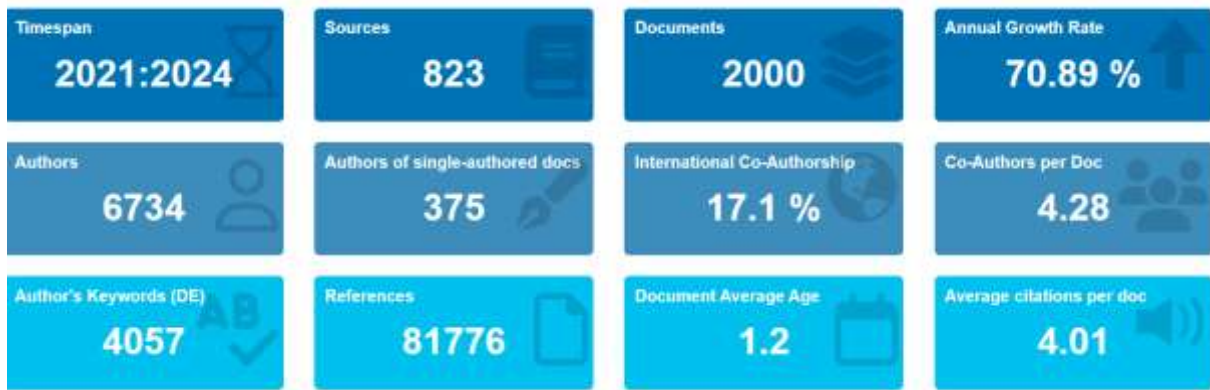 Timespan
2021:2024
Sources
823
Documents
2000
Annual Growth Rate
70.89 %
Authors
6734
Authors of single-authored docs
375
International Co-Authorship
17.1 %
Co-Authors per Doc
4.28
Author's Keywords (DE)
4057
AB
References
81776
Document Average Age
1.2
Average citations per doc
4.01